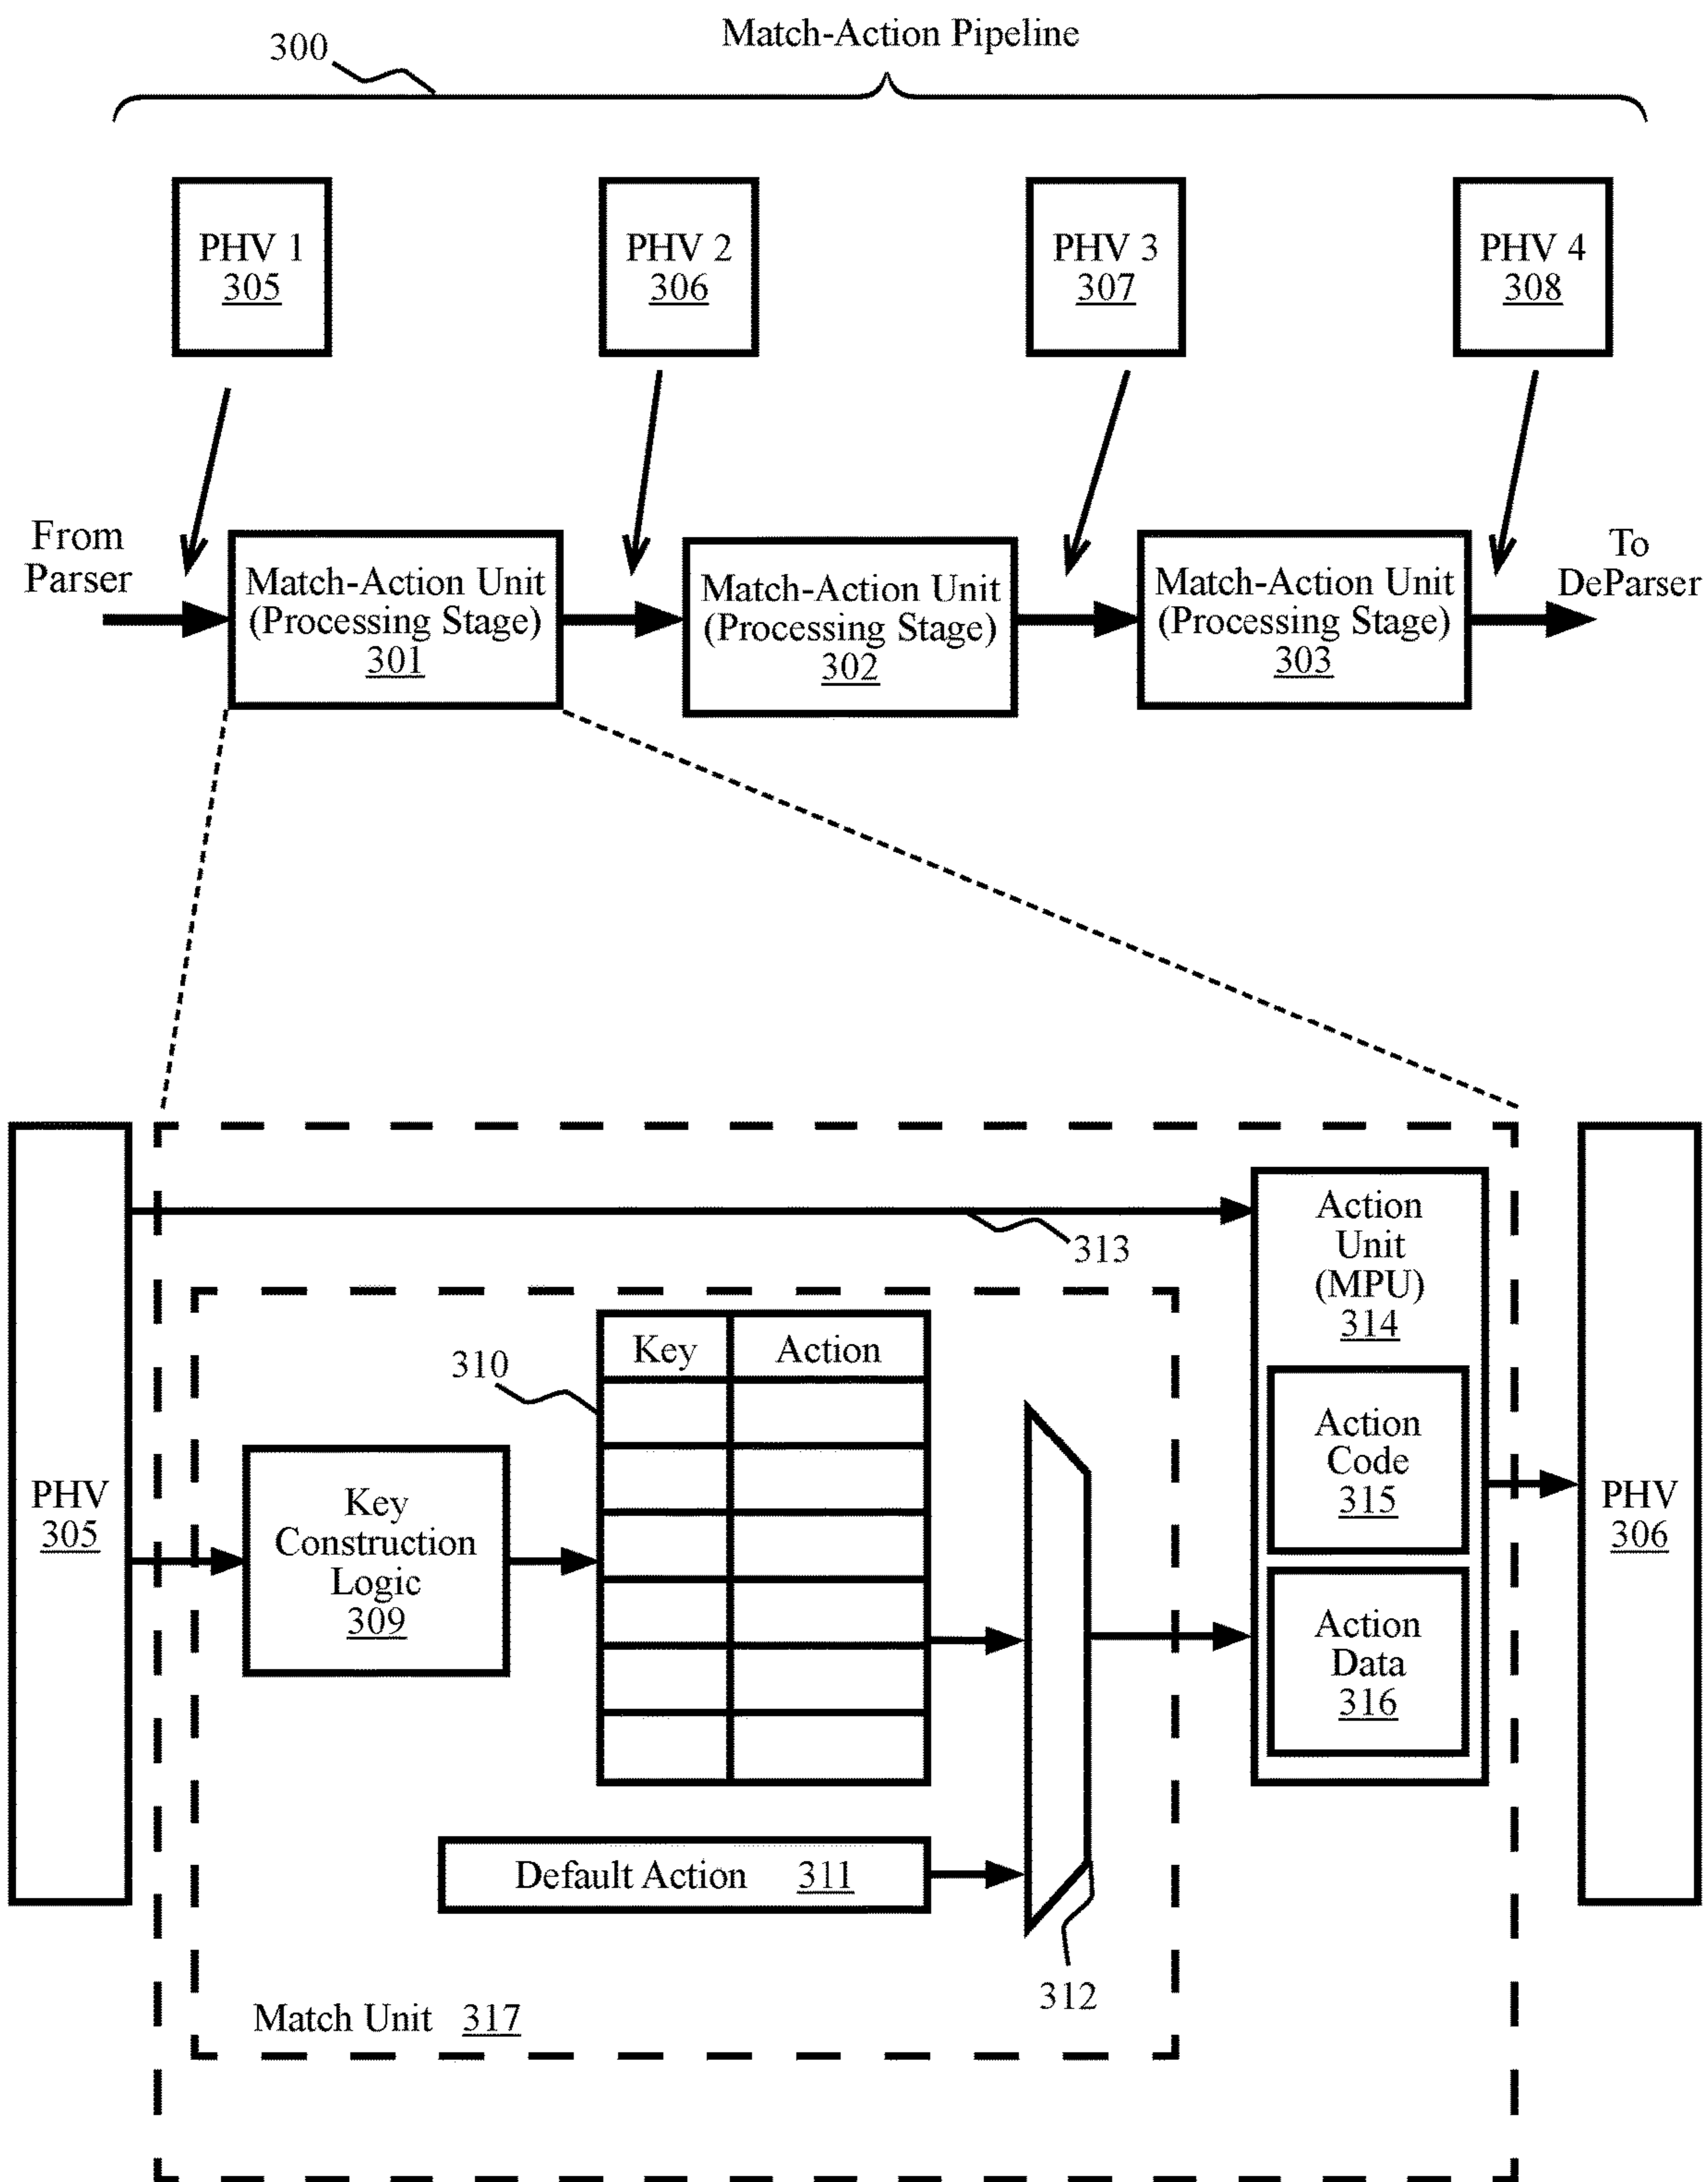 Match-Action Pipeline
300
PHV 1
305
PHV 2
306
PHV 3
307
PHV 4
308
From
Parser
Match-Action Unit
(Processing Stage)
301
Match-Action Unit
(Processing Stage)
302
Match-Action Unit
(Processing Stage)
303
To
DeParser
PHV
305
313
Action
Unit
(MPU)
314
Key
Action
310
Action
Code
315
Key
Construction
Logic
309
PHV
306
Action
Data
316
Default Action 311
312
Match Unit 317